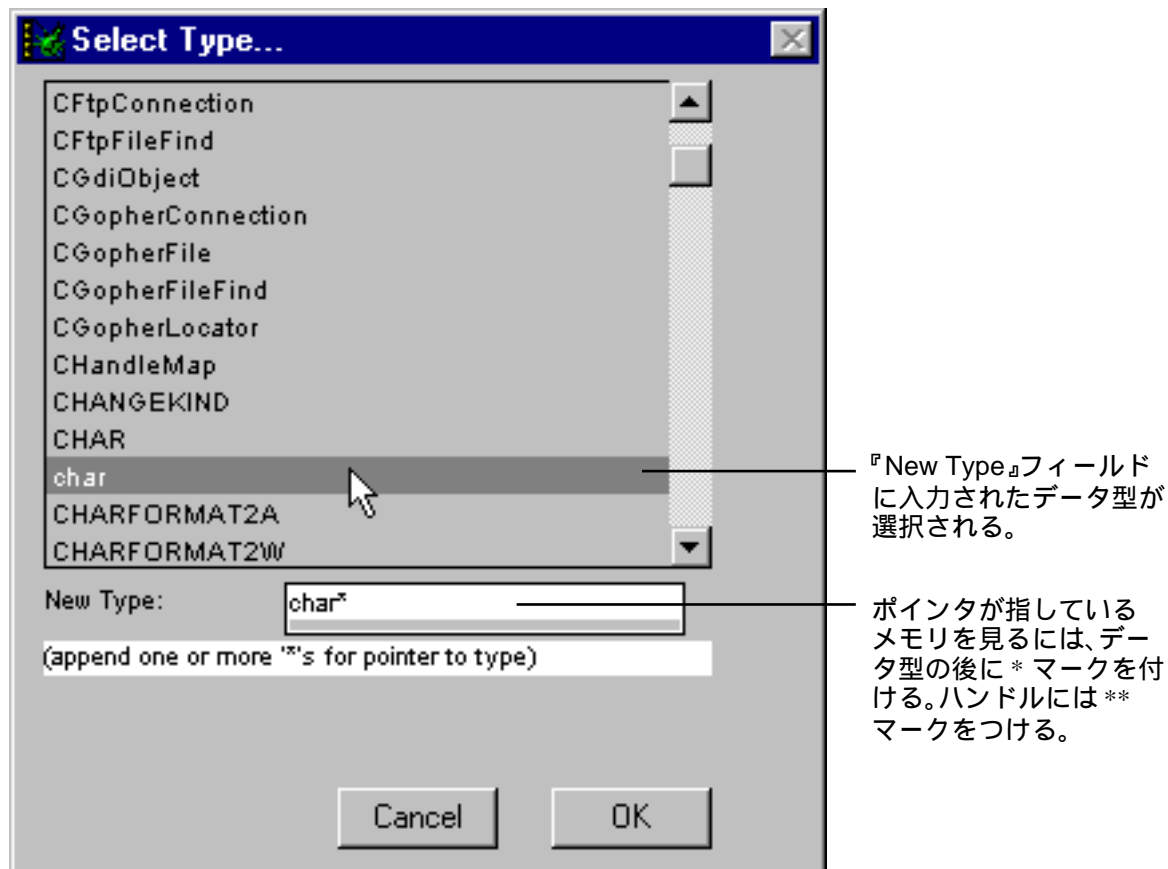 Select Type...
CFtpConnection
CFtpFileFind
CGdiObject
CGopherConnection
CGopherFile
CGopherFileFind
CGopherLocator
CHandleMap
CHANGEKIND
CHAR
char
CHARFORMAT2A
CHARFORMAT2W
New Type: char*
(append one or more '*'s for pointer to type)
Cancel OK
『New Type』フィールド
に入力されたデータ型が
選択される。
ポインタが指している
メモリを見るには、デー
タ型の後に * マークを付
ける。ハンドルには **
マークをつける。